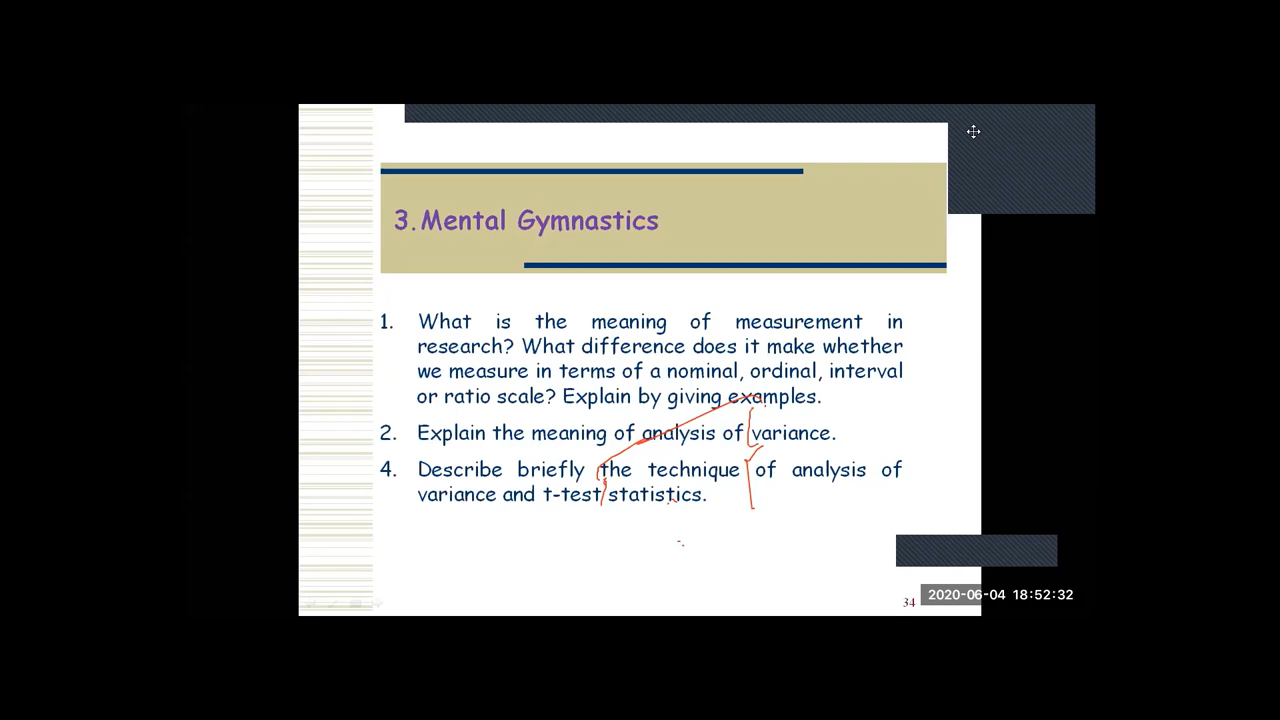 3. Mental Gymnastics
1. What is the meaning of measurement in
research? What difference does it make whether
we measure in terms of a nominal, ordinal, interval
or ratio scale? Explain by giving examples.
2. Explain the meaning of analysis of variance.
4. Describe briefly the technique of analysis of
variance and t-test statistics.
34
2020-06-04 18:52:32